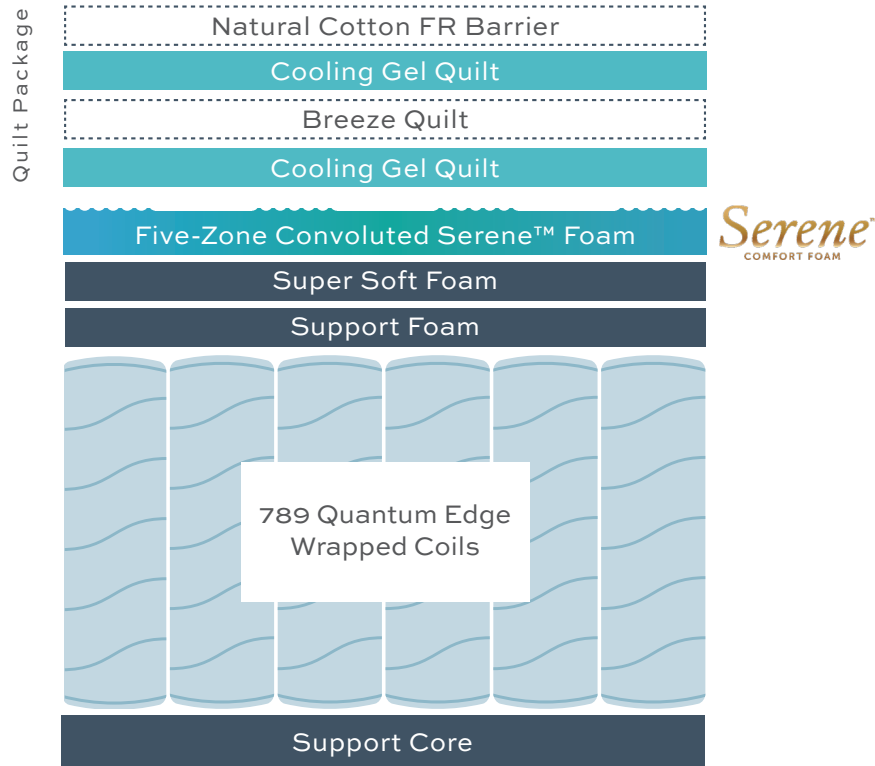 Quilt Package
Natural Cotton FR Barrier
Cooling Gel Quilt
Breeze Quilt
Cooling Gel Quilt
Five-Zone Convoluted Serene™ Foam
Serene™
COMFORT FOAM
Super Soft Foam
Support Foam
789 Quantum Edge
Wrapped Coils
Support Core